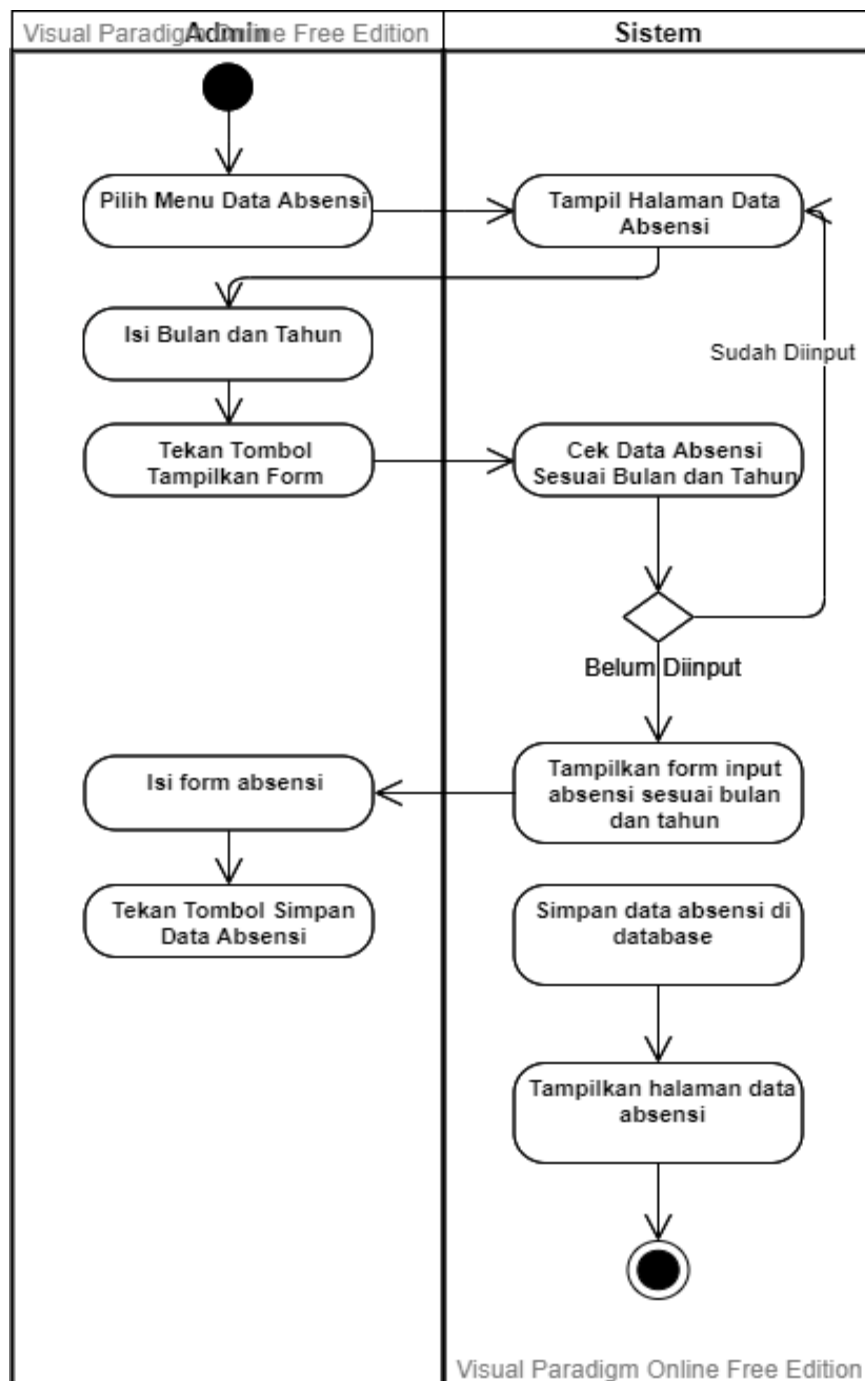 Visual Paradigm Online Free Edition
Admin
Sistem
Pilih Menu Data Absensi
Tampil Halaman Data
Absensi
Isi Bulan dan Tahun
Sudah Diinput
Tekan Tombol
Tampilkan Form
Cek Data Absensi
Sesuai Bulan dan Tahun
Belum Diinput
Isi form absensi
Tampilkan form input
absensi sesuai bulan
dan tahun
Tekan Tombol Simpan
Data Absensi
Simpan data absensi di
database
Tampilkan halaman data
absensi
Visual Paradigm Online Free Edition